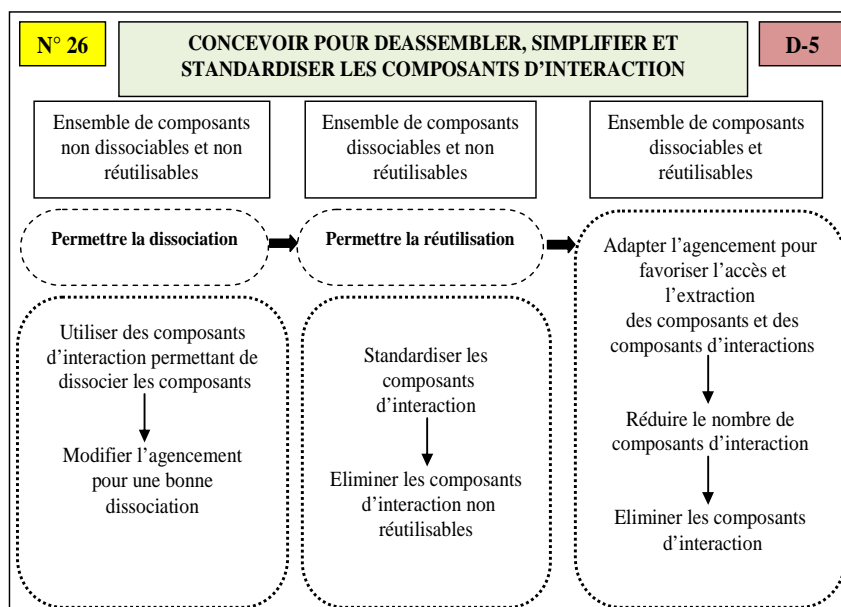 N° 26
CONCEVOIR POUR DEASSEMBLER, SIMPLIFIER ET
STANDARDISER LES COMPOSANTS D’INTERACTION
D-5
Ensemble de composants
non dissociables et non
réutilisables
Ensemble de composants
dissociables et non
réutilisables
Ensemble de composants
dissociables et
réutilisables
Permettre la dissociation
Permettre la réutilisation
Utiliser des composants
d’interaction permettant de
dissocier les composants
Modifier l’agencement
pour une bonne
dissociation
Standardiser les
composants
d’interaction
Eliminer les composants
d’interaction non
réutilisables
Adapter l’agencement pour
favoriser l’accès et
l’extraction
des composants et des
composants d’interactions
Réduire le nombre de
composants d’interaction
Eliminer les composants
d’interaction